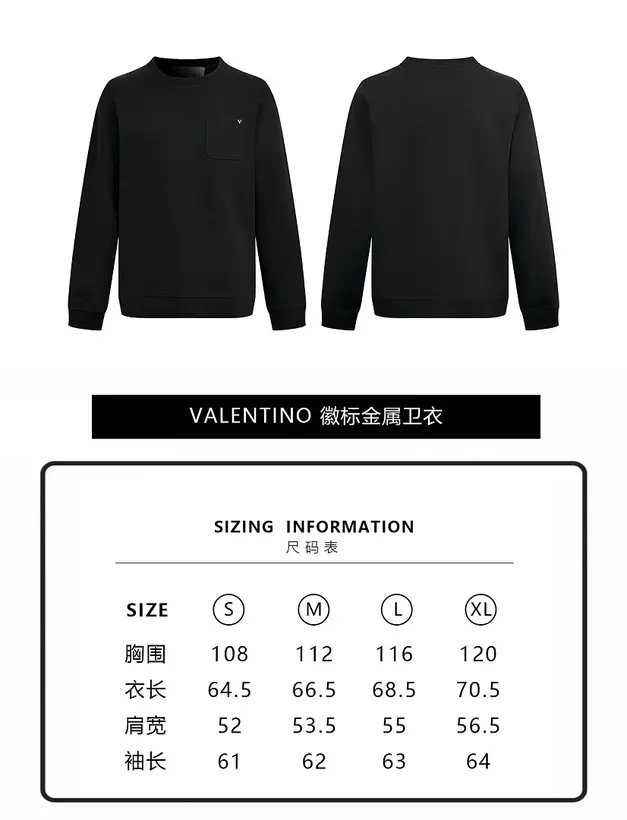 V
VALENTINO 徽标金属卫衣
SIZING INFORMATION
尺码表
SIZE S M L XL
胸围 108 112 116 120
衣长 64.5 66.5 68.5 70.5
肩宽 52 53.5 55 56.5
袖长 61 62 63 64